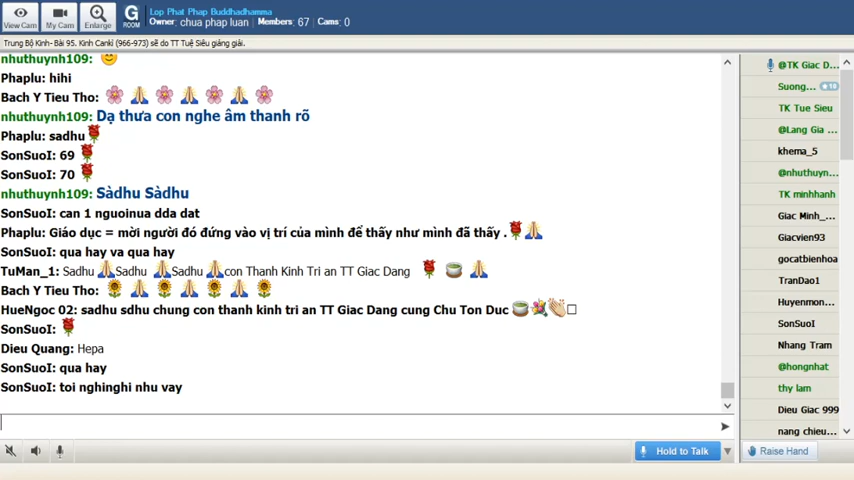 View Cam
My Cam
Enlarge
G
ROOM
Lop Phat Phap Buddhadhamma
Owner: chua phap luan Members: 67 Cams: 0
Trung Bộ Kinh- Bài 95. Kinh Canki (966-973) sẽ do TT Tuệ Siêu giảng giải.
nhuthuynh109:
Phaplu: hihi
Bach Y Tieu Tho:
nhuthuynh109: Dạ thưa con nghe âm thanh rõ
Phaplu: sadhu
SonSuoI: 69
SonSuoI: 70
nhuthuynh109: Sàdhu Sàdhu
SonSuoI: can 1 nguoinua dda dat
Phaplu: Giáo dục = mời người đó đứng vào vị trí của mình để thấy như mình đã thấy .
SonSuoI: qua hay va qua hay
TuMan_1: Sadhu Sadhu Sadhu con Thanh Kinh Tri an TT Giac Dang
Bach Y Tieu Tho:
HueNgoc 02: sadhu sdhu chung con thanh kinh tri an TT Giac Dang cung Chu Ton Duc
SonSuoI:
Dieu Quang: Hepa
SonSuoI: qua hay
SonSuoI: toi nghinghi nhu vay
Hold to Talk
@TK Giac D...
Suong... 18
TK Tue Sieu
@Lang Gia ...
khema_5
@nhuthuyn...
TK minhhanh
Giac Minh_...
Giacvien93
gocatbienhoa
TranDao1
Huyenmon...
SonSuoI
Nhang Tram
@hongnhat
thy lam
Dieu Giac 999
nang chieu...
Raise Hand